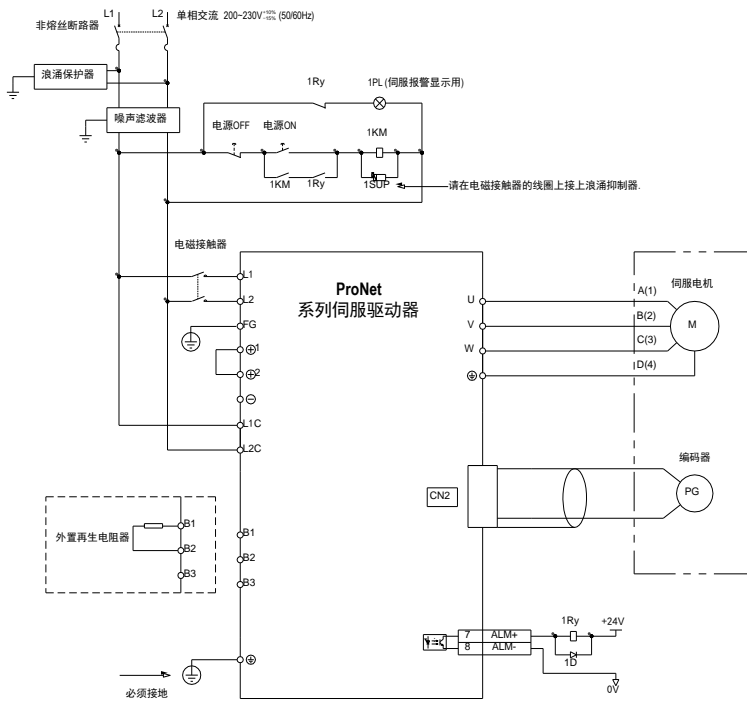 L1 L2 单相交流 200~230V +10% -15% (50/60Hz)
非熔丝断路器
浪涌保护器
噪声滤波器
1Ry 1PL (伺服报警显示用)
电源OFF 电源ON
1KM
1KM 1Ry 1SUP
请在电磁接触器的线圈上接上浪涌抑制器.
电磁接触器
L1
L2
FG
1
2
L1C
L2C
B1
B2
B3
ProNet
系列伺服驱动器
U
V
W
A(1)
B(2)
C(3)
D(4)
伺服电机
M
CN2
编码器
PG
外置再生电阻器
B1
B2
B3
7 ALM+
8 ALM-
1Ry +24V
1D
0V
必须接地